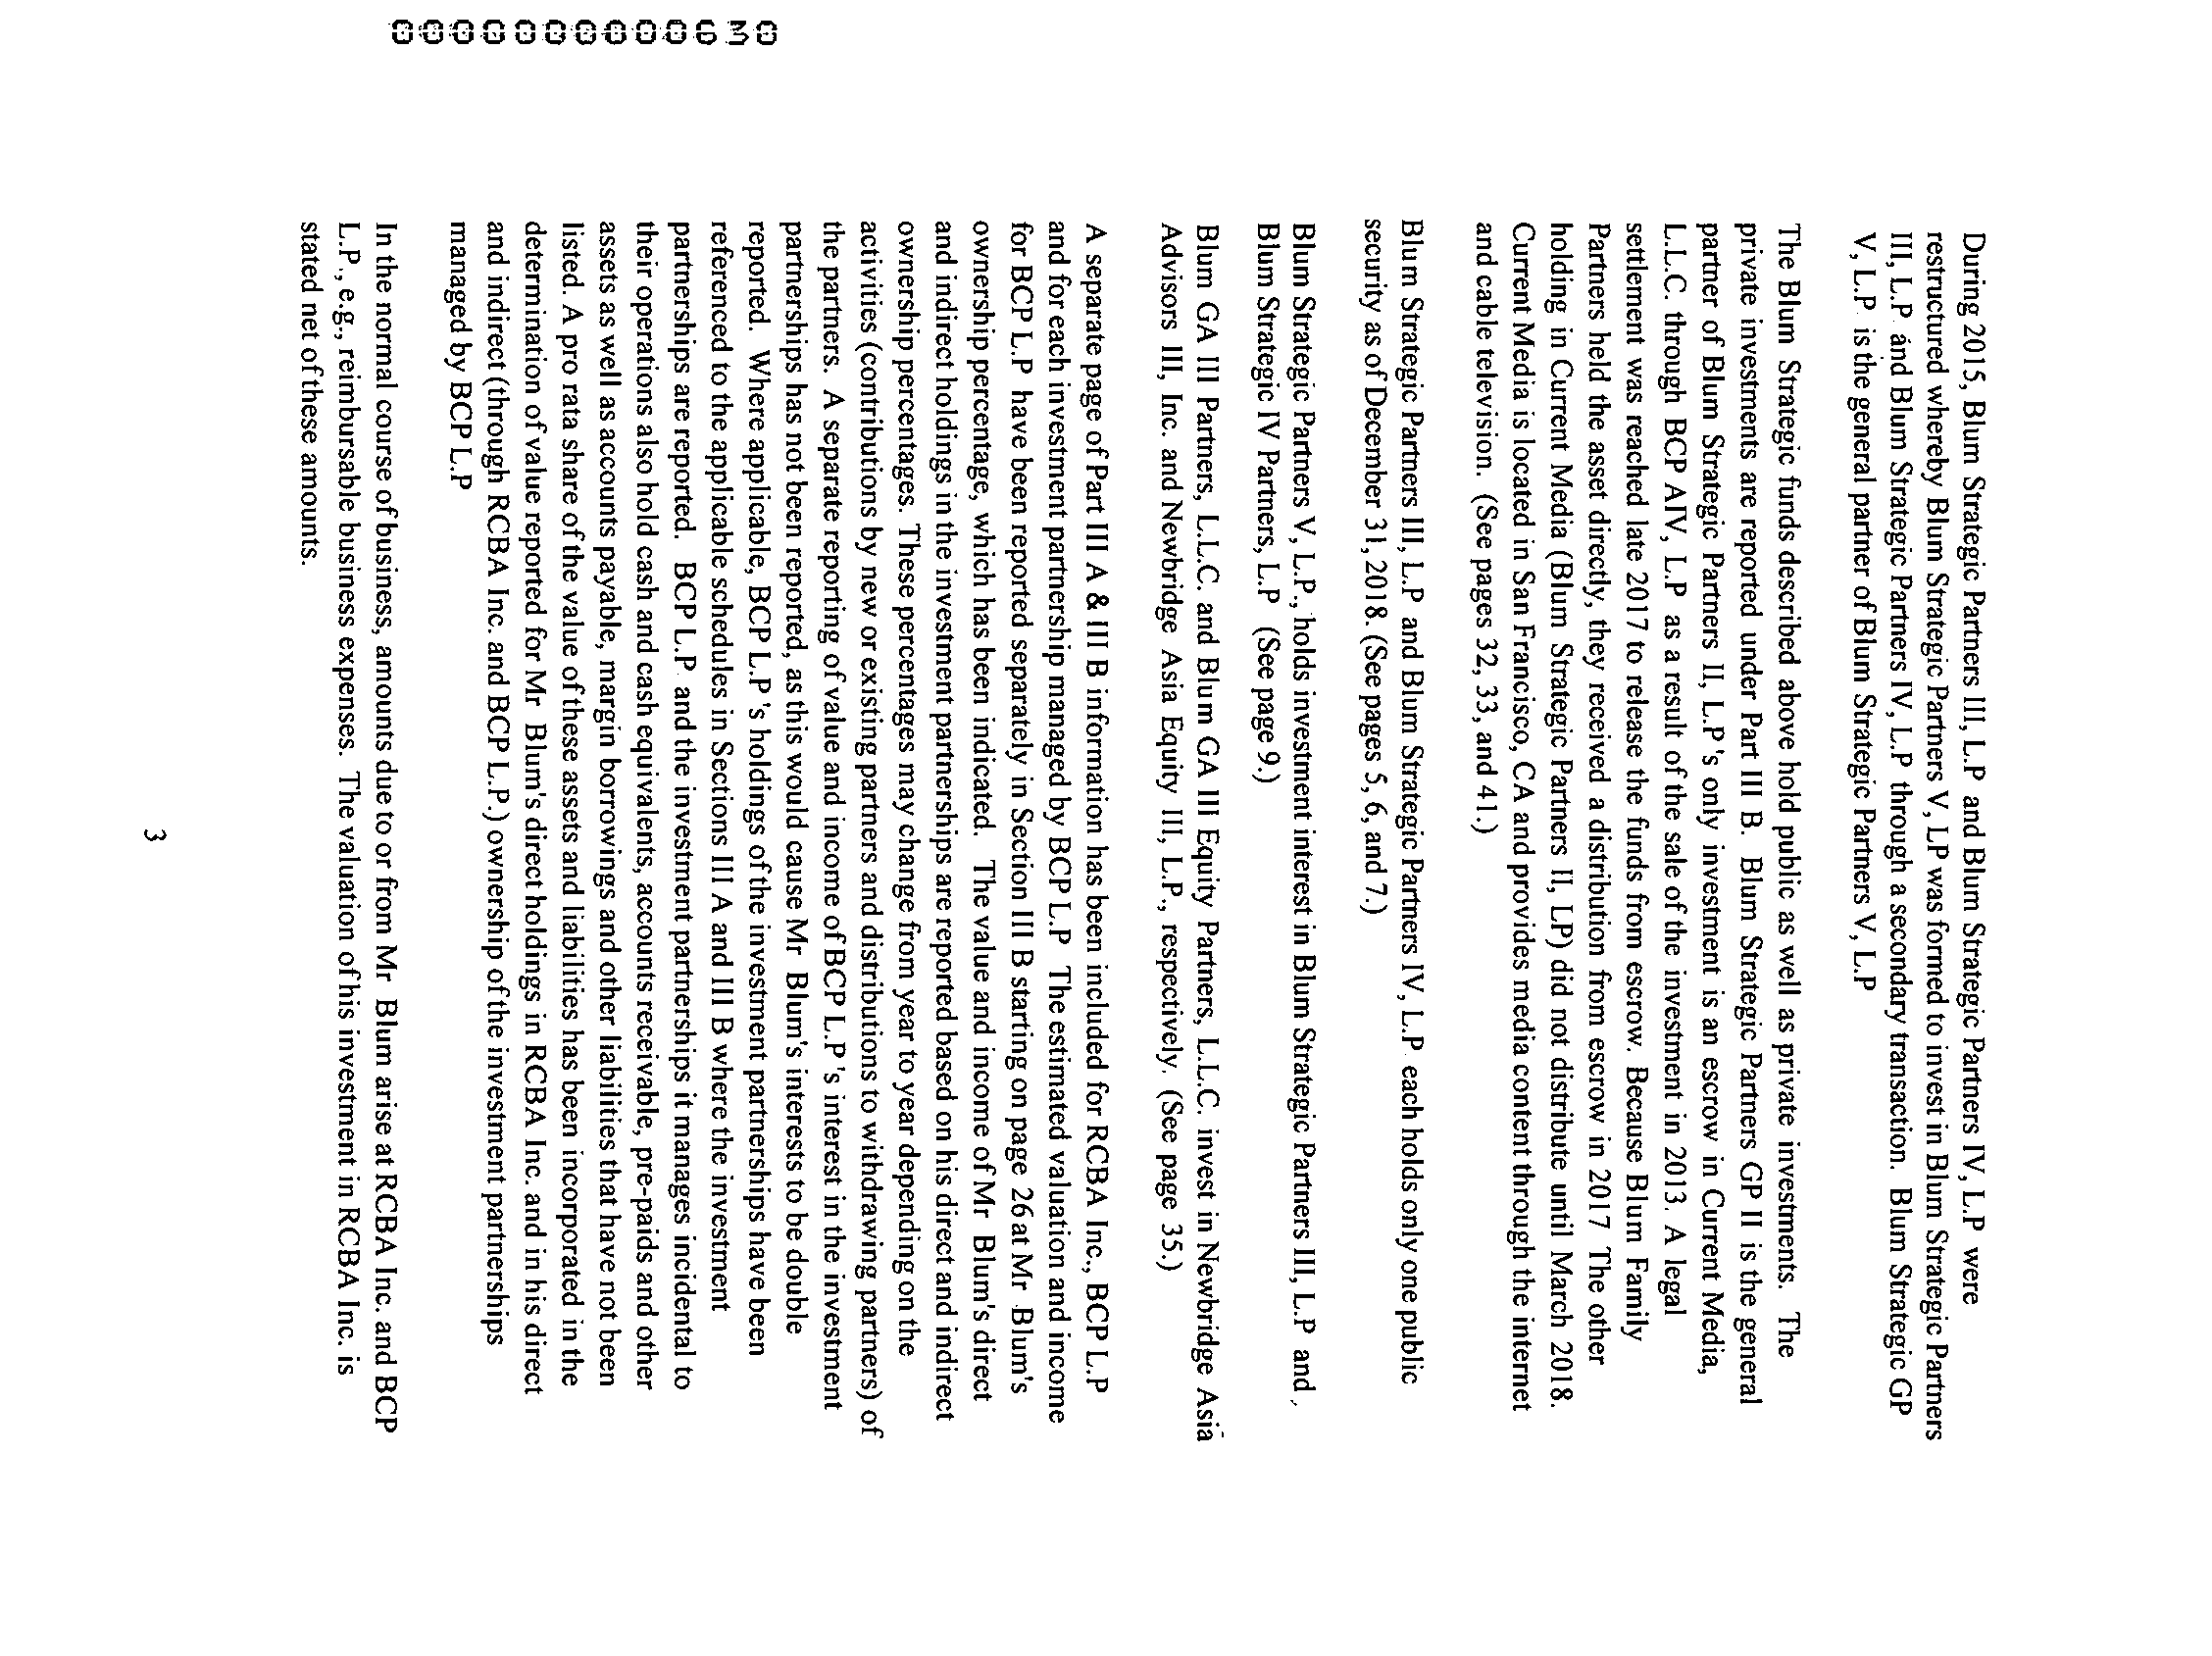 During 2015, Blum Strategic Partners III, L.P and Blum Strategic Partners IV, L.P were
restructured whereby Blum Strategic Partners V, LP was formed to invest in Blum Strategic Partners
III, L.P and Blum Strategic Partners IV, L.P through a secondary transaction. Blum Strategic GP
V, L.P is the general partner of Blum Strategic Partners V, L.P
The Blum Strategic funds described above hold public as well as private investments. The
private investments are reported under Part III B. Blum Strategic Partners GP II is the general
partner of Blum Strategic Partners II, L.P 's only investment is an escrow in Current Media,
L.L.C. through BCP AIV, L.P as a result of the sale of the investment in 2013. A legal
settlement was reached late 2017 to release the funds from escrow. Because Blum Family
Partners held the asset directly, they received a distribution from escrow in 2017 The other
holding in Current Media (Blum Strategic Partners II, LP) did not distribute until March 2018.
Current Media is located in San Francisco, CA and provides media content through the internet
and cable television. (See pages 32, 33, and 41.)
Blum Strategic Partners III, L.P and Blum Strategic Partners IV, L.P each holds only one public
security as of December 31, 2018. (See pages 5, 6, and 7.)
Blum Strategic Partners V, L.P., holds investment interest in Blum Strategic Partners III, L.P and
Blum Strategic IV Partners, L.P (See page 9.)
Blum GA III Partners, L.L.C. and Blum GA III Equity Partners, L.L.C. invest in Newbridge Asia
Advisors III, Inc. and Newbridge Asia Equity III, L.P., respectively. (See page 35.)
A separate page of Part III A & III B information has been included for RCBA Inc., BCP L.P
and for each investment partnership managed by BCP L.P The estimated valuation and income
for BCP L.P have been reported separately in Section III B starting on page 26 at Mr Blum's
ownership percentage, which has been indicated. The value and income of Mr Blum's direct
and indirect holdings in the investment partnerships are reported based on his direct and indirect
ownership percentages. These percentages may change from year to year depending on the
activities (contributions by new or existing partners and distributions to withdrawing partners) of
the partners. A separate reporting of value and income of BCP L.P 's interest in the investment
partnerships has not been reported, as this would cause Mr Blum's interests to be double
reported. Where applicable, BCP L.P 's holdings of the investment partnerships have been
referenced to the applicable schedules in Sections III A and III B where the investment
partnerships are reported. BCP L.P and the investment partnerships it manages incidental to
their operations also hold cash and cash equivalents, accounts receivable, pre-paids and other
assets as well as accounts payable, margin borrowings and other liabilities that have not been
listed. A pro rata share of the value of these assets and liabilities has been incorporated in the
determination of value reported for Mr Blum's direct holdings in RCBA Inc. and in his direct
and indirect (through RCBA Inc. and BCP L.P.) ownership of the investment partnerships
managed by BCP L.P
In the normal course of business, amounts due to or from Mr Blum arise at RCBA Inc. and BCP
L.P., e.g., reimbursable business expenses. The valuation of his investment in RCBA Inc. is
stated net of these amounts.
3
0000000000630